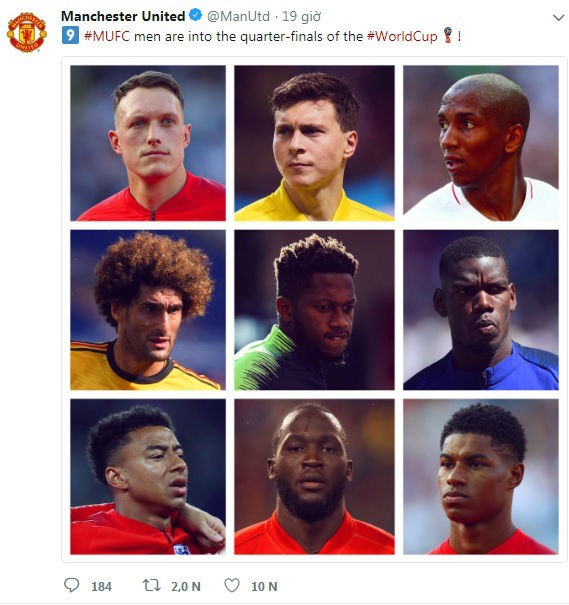 Manchester United @ManUtd · 19 giờ
9 #MUFC men are into the quarter-finals of the #WorldCup !
184 2,0 N 10 N